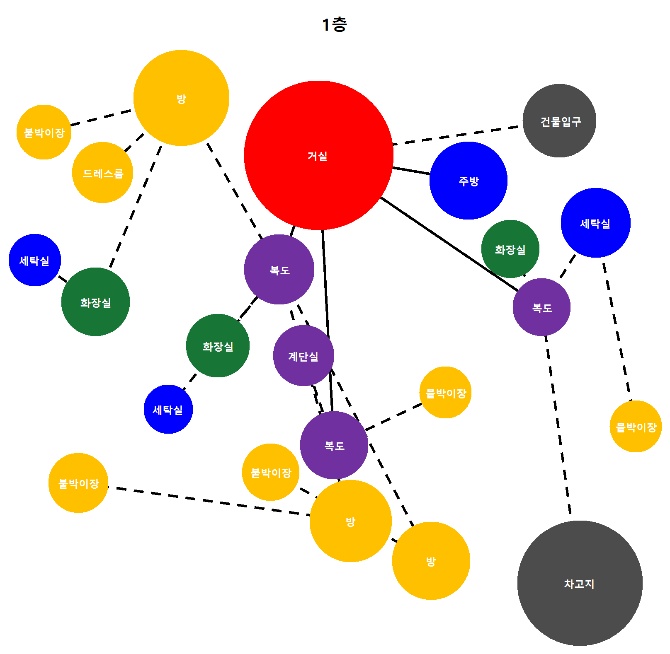 1층
방
거실
건물입구
붙박이장
드레스룸
주방
세탁실
화장실
세탁실
복도
화장실
복도
화장실
계단실
붙박이장
세탁실
붙박이장
복도
붙박이장
붙박이장
방
방
차고지